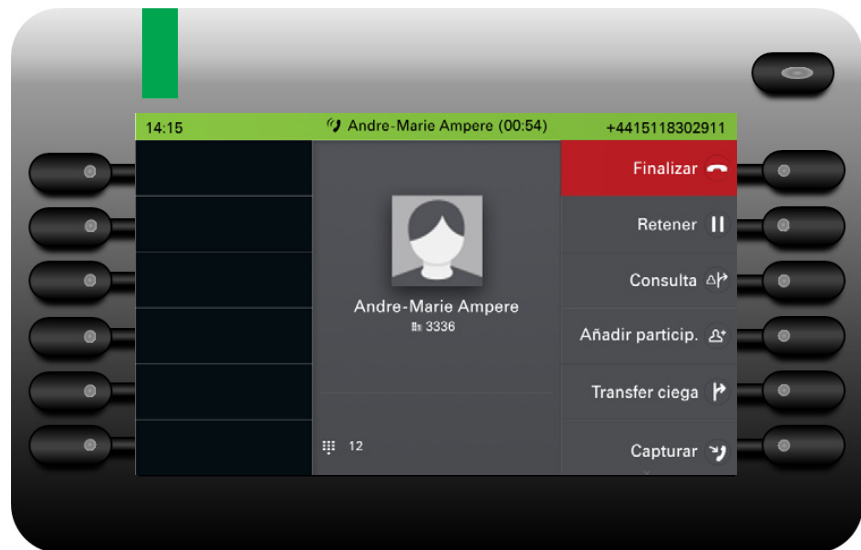 14:15
Andre-Marie Ampere (00:54)
+4415118302911
Finalizar
Retener
Consulta
Andre-Marie Ampere
3336
Añadir particip.
Transfer ciega
12
Capturar